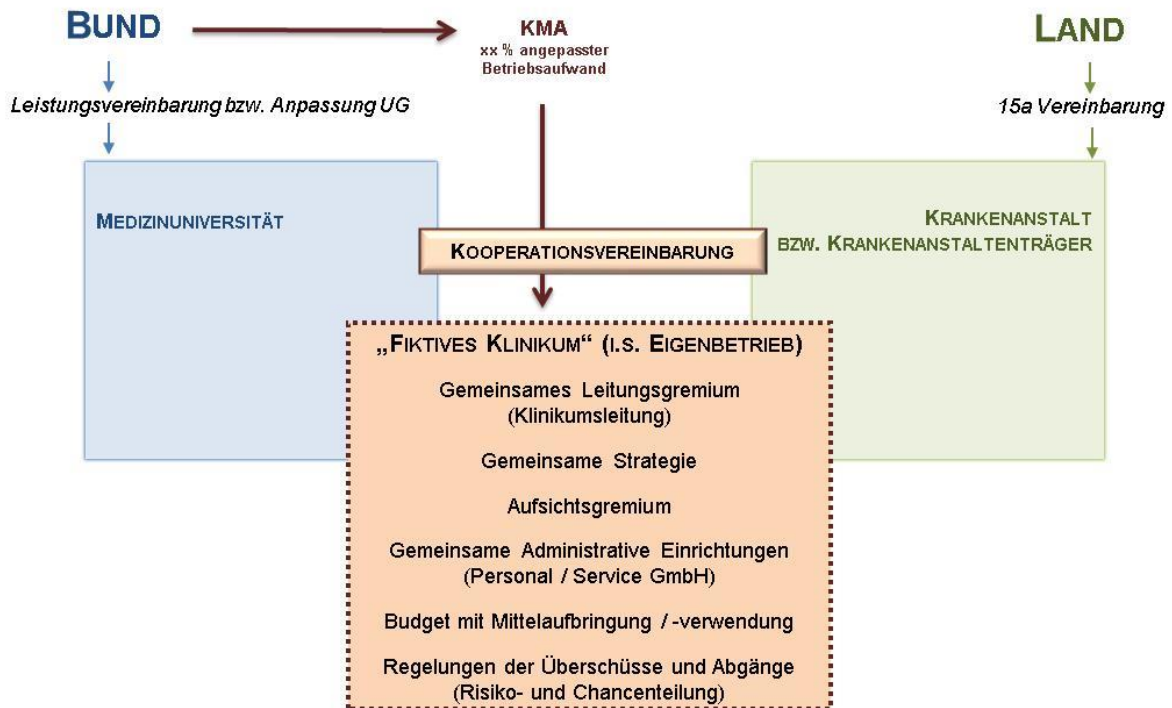 BUND
KMA
xx % angepasster
Betriebsaufwand
LAND
Leistungsvereinbarung bzw. Anpassung UG
15a Vereinbarung
MEDIZINUNIVERSITÄT
KRANKENANSTALT
BZW. KRANKENANSTALTENTRÄGER
KOOPERATIONSVEREINBARUNG
„FIKTIVES KLINIKUM“ (I.S. EIGENBETRIEB)
Gemeinsames Leitungsgremium
(Klinikumsleitung)
Gemeinsame Strategie
Aufsichtsgremium
Gemeinsame Administrative Einrichtungen
(Personal / Service GmbH)
Budget mit Mittelaufbringung / -verwendung
Regelungen der Überschüsse und Abgänge
(Risiko- und Chancenteilung)